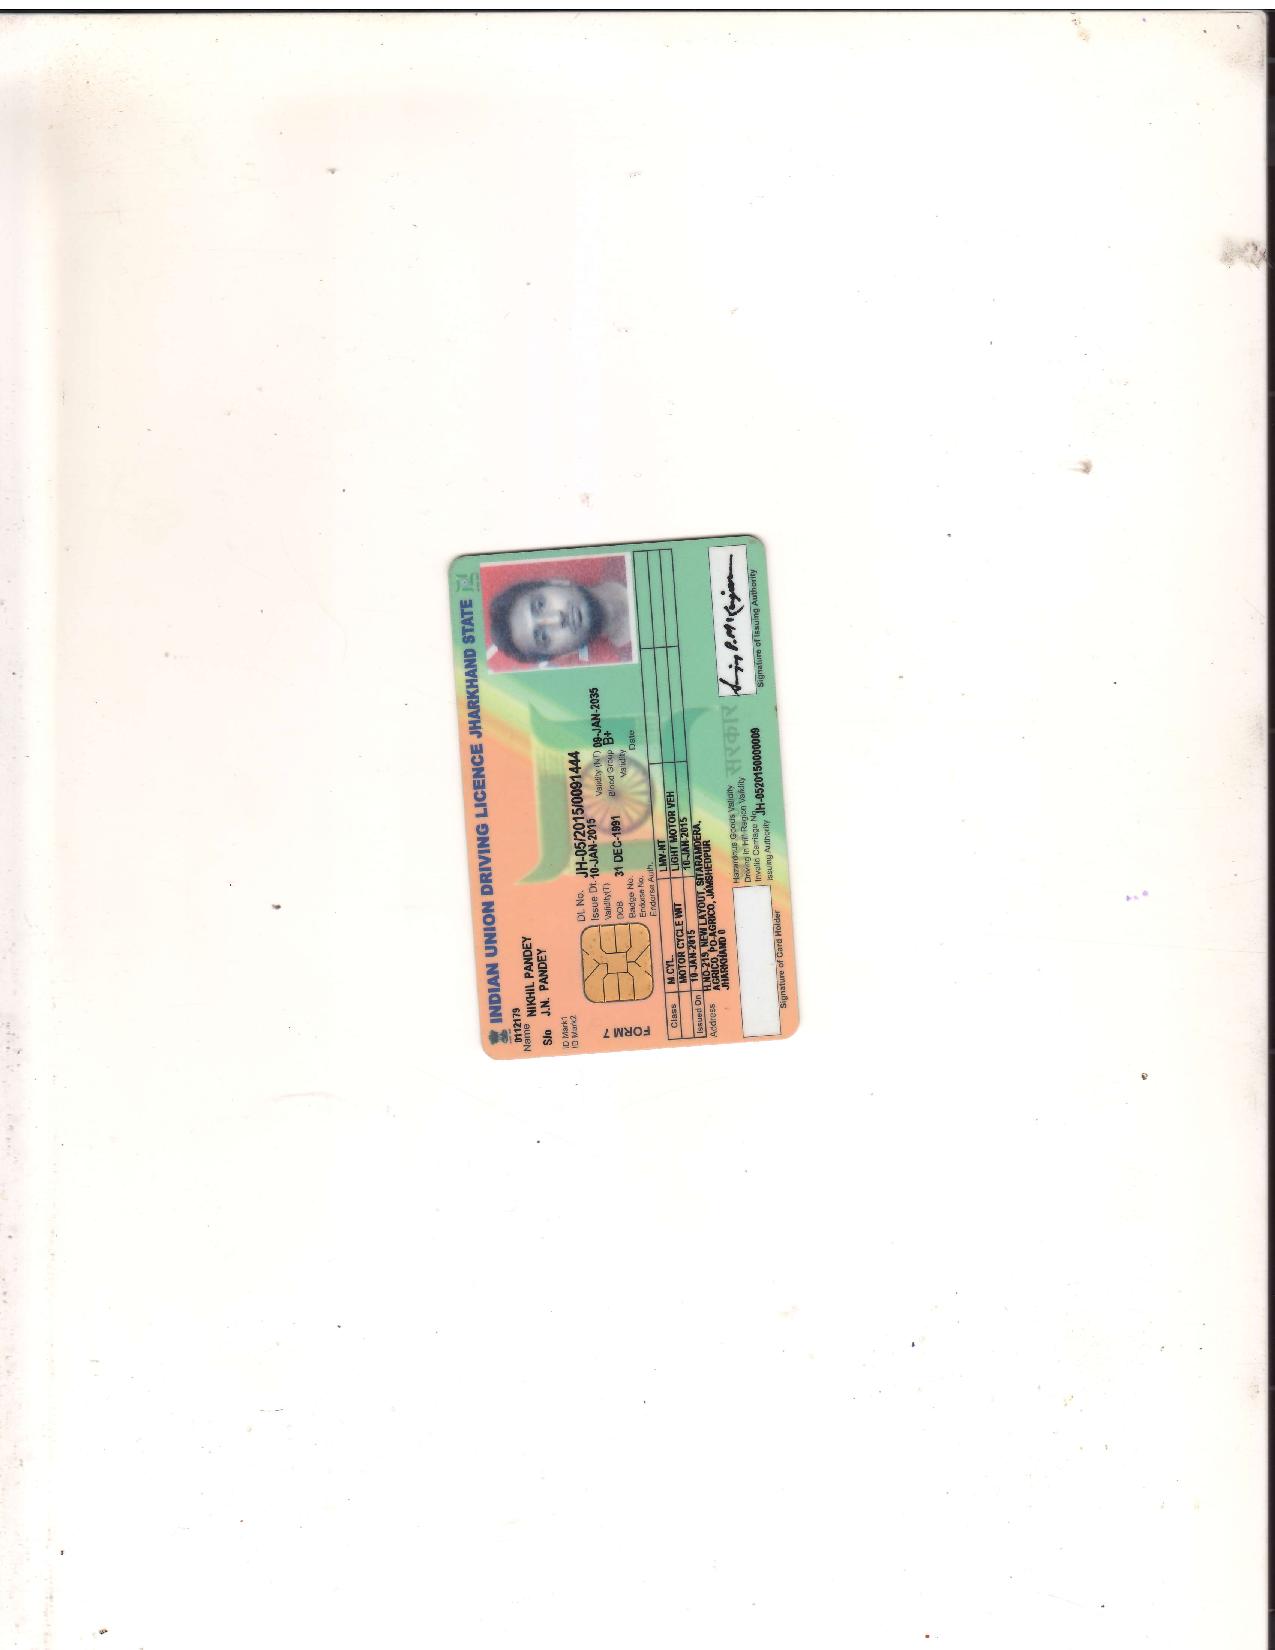 INDIAN UNION DRIVING LICENCE JHARKHAND STATE
0112179
Name NIKHIL PANDEY
S/o J.N. PANDEY
ID Mark1
ID Mark2
DL No. JH-05/2015/0091444
Issue Dt. 10-JAN-2015 Validity (NT) 09-JAN-2035
Validity(T) Blood Group B+
DOB 31 DEC-1991 Validity
Badge No. Date
Endorse No.
Endorse Auth.
FORM 7
Class M CYL. LMV-NT
MOTOR CYCLE WIT LIGHT MOTOR VEH
Issued On 10-JAN-2015 10-JAN-2015
Address H.NO-219, NEW LAYOUT, SITARAMDERA,
AGRICO, PO-AGRICO, JAMSHEDPUR
JHARKHAND 0
सरकार
Hazardous Goods Validity
Driving In Hill Region Validity
Invalid Carriage No.
Issuing Authority JH-0520150000009
Signature of Card Holder
Signature of Issuing Authority